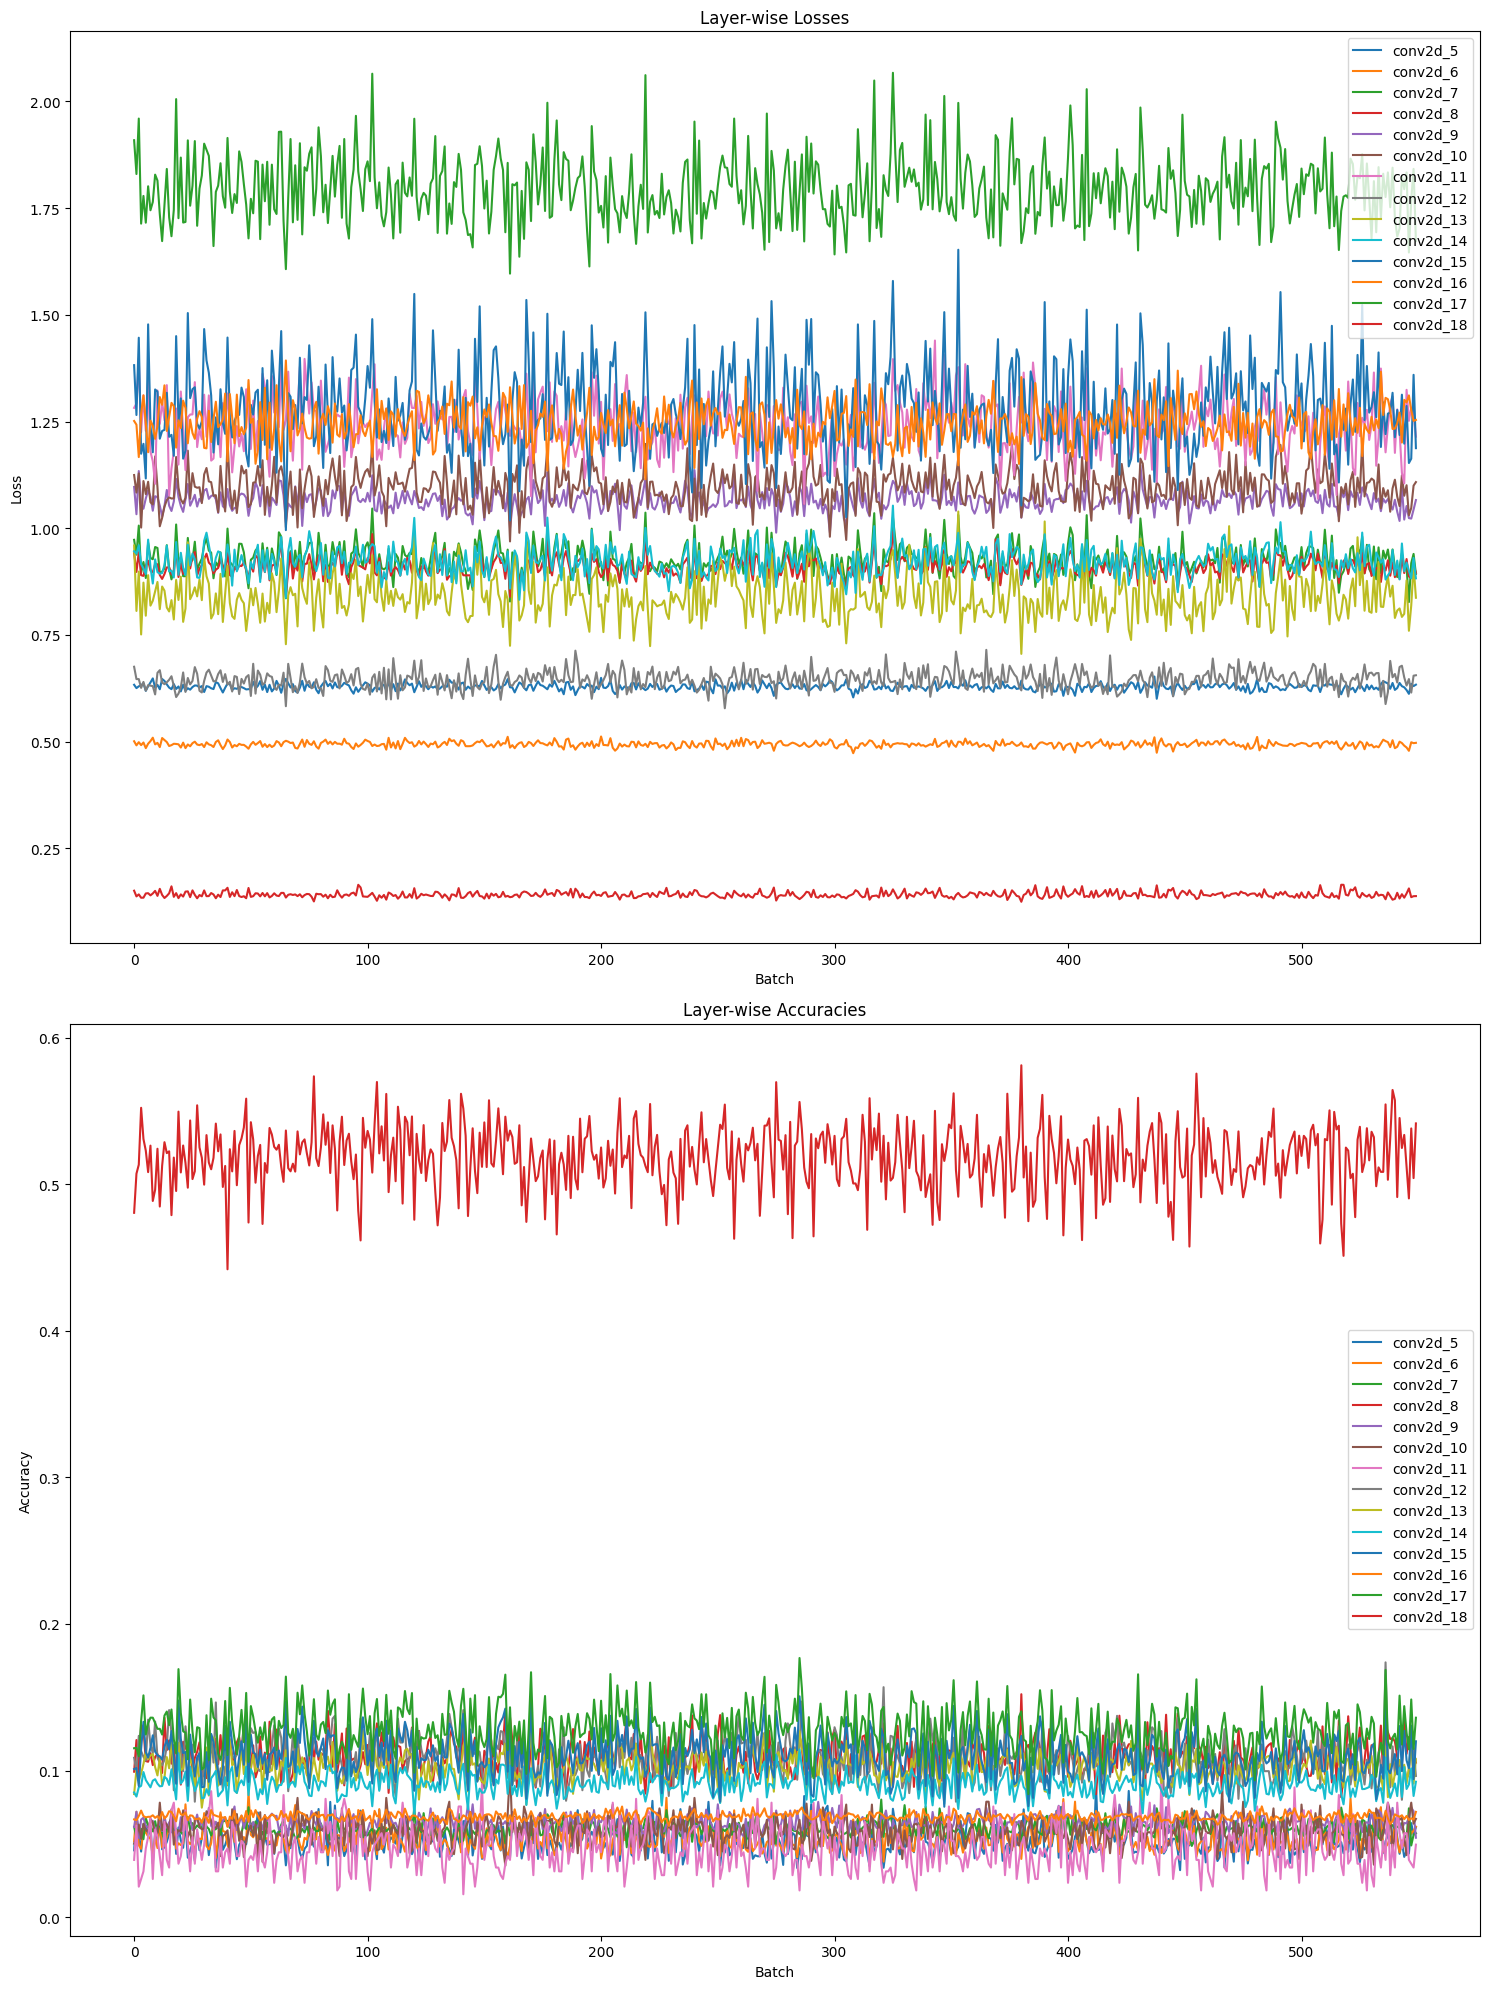 Layer-wise Losses
2.00
1.75
1.50
1.25
1.00
0.75
0.50
0.25
Loss
conv2d_5
conv2d_6
conv2d_7
conv2d_8
conv2d_9
conv2d_10
conv2d_11
conv2d_12
conv2d_13
conv2d_14
conv2d_15
conv2d_16
conv2d_17
conv2d_18
0 100 200 300 400 500
Batch
Layer-wise Accuracies
0.6
0.5
0.4
0.3
0.2
0.1
0.0
Accuracy
conv2d_5
conv2d_6
conv2d_7
conv2d_8
conv2d_9
conv2d_10
conv2d_11
conv2d_12
conv2d_13
conv2d_14
conv2d_15
conv2d_16
conv2d_17
conv2d_18
0 100 200 300 400 500
Batch